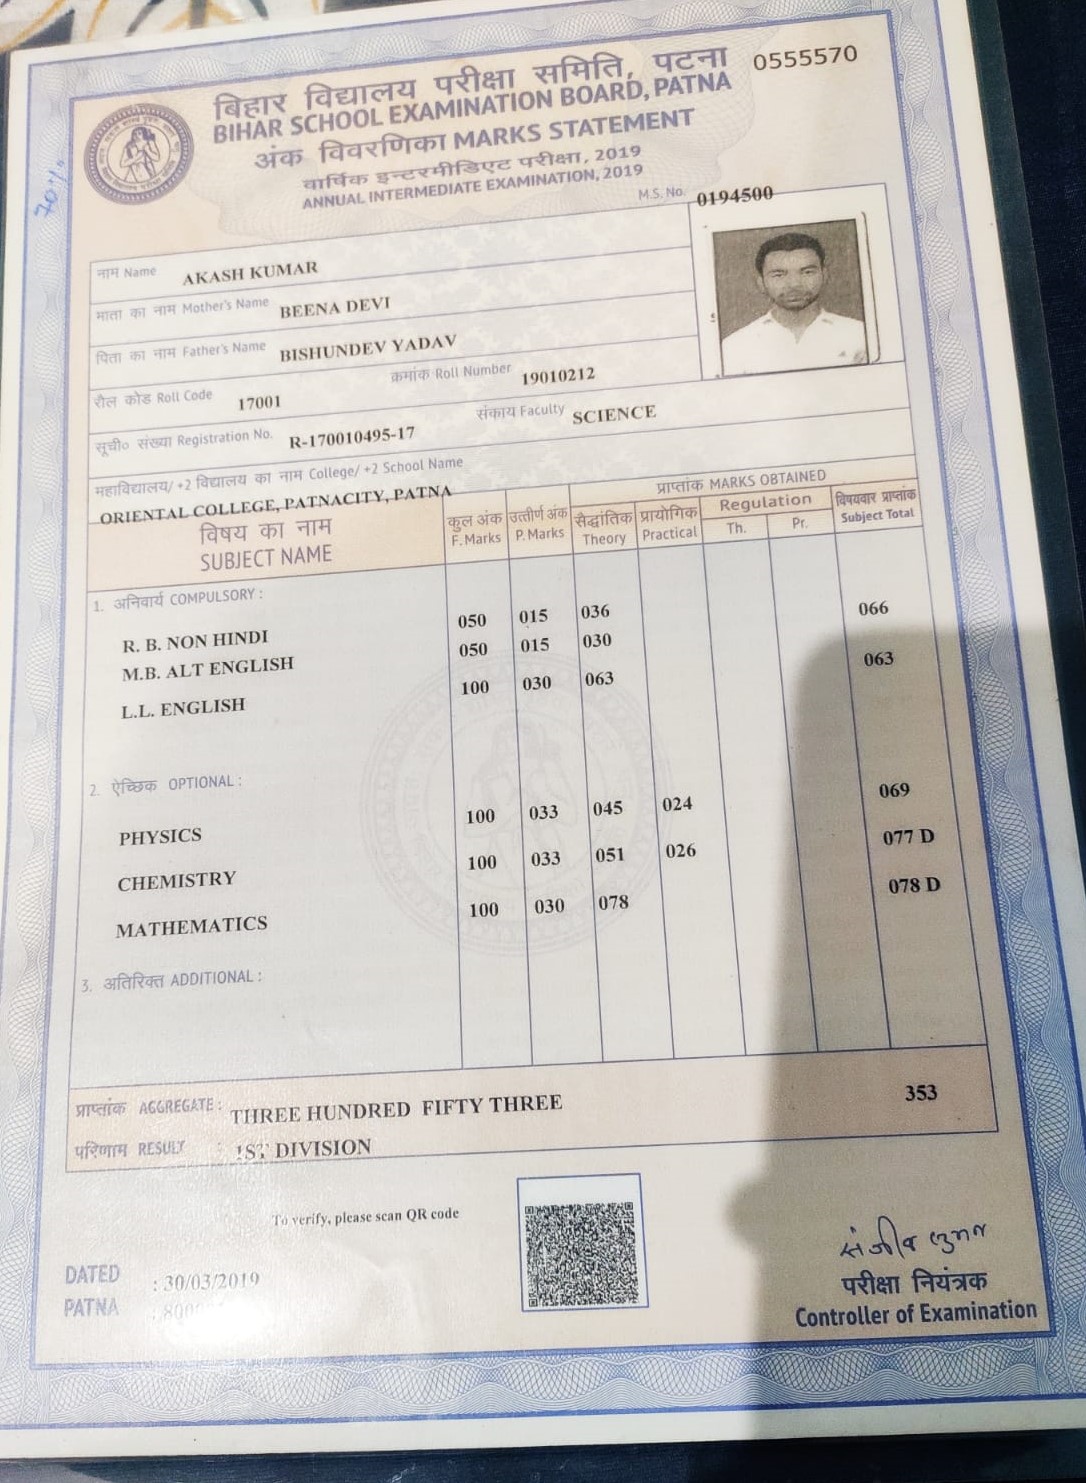 बिहार विद्यालय परीक्षा समिति, पटना 0555570
BIHAR SCHOOL EXAMINATION BOARD, PATNA
अंक विवरणिका MARKS STATEMENT
वार्षिक इन्टरमीडिएट परीक्षा, 2019
ANNUAL INTERMEDIATE EXAMINATION, 2019
M.S. No. 0194500
70%
नाम Name AKASH KUMAR
माता का नाम Mother's Name BEENA DEVI
पिता का नाम Father's Name BISHUNDEV YADAV
रौल कोड Roll Code 17001 क्रमांक Roll Number 19010212
सूची० संख्या Registration No. R-170010495-17 संकाय Faculty SCIENCE
महाविद्यालय/ +2 विद्यालय का नाम College/ +2 School Name
ORIENTAL COLLEGE, PATNACITY, PATNA
विषय का नाम कुल अंक उत्तीर्ण अंक प्राप्तांक MARKS OBTAINED
SUBJECT NAME F. Marks P. Marks सैद्धांतिक Theory प्रायोगिक Practical Regulation Th. Pr. विषयवार प्राप्तांक Subject Total
1. अनिवार्य COMPULSORY :
R. B. NON HINDI 050 015 036 066
M.B. ALT ENGLISH 050 015 030
L.L. ENGLISH 100 030 063 063
2. ऐच्छिक OPTIONAL :
PHYSICS 100 033 045 024 069
CHEMISTRY 100 033 051 026 077 D
MATHEMATICS 100 030 078 078 D
3. अतिरिक्त ADDITIONAL :
प्राप्तांक AGGREGATE : THREE HUNDRED FIFTY THREE 353
परिणाम RESULT : 1ST DIVISION
To verify, please scan QR code
DATED : 30/03/2019
PATNA :
संजीव कुमार
परीक्षा नियंत्रक
Controller of Examination